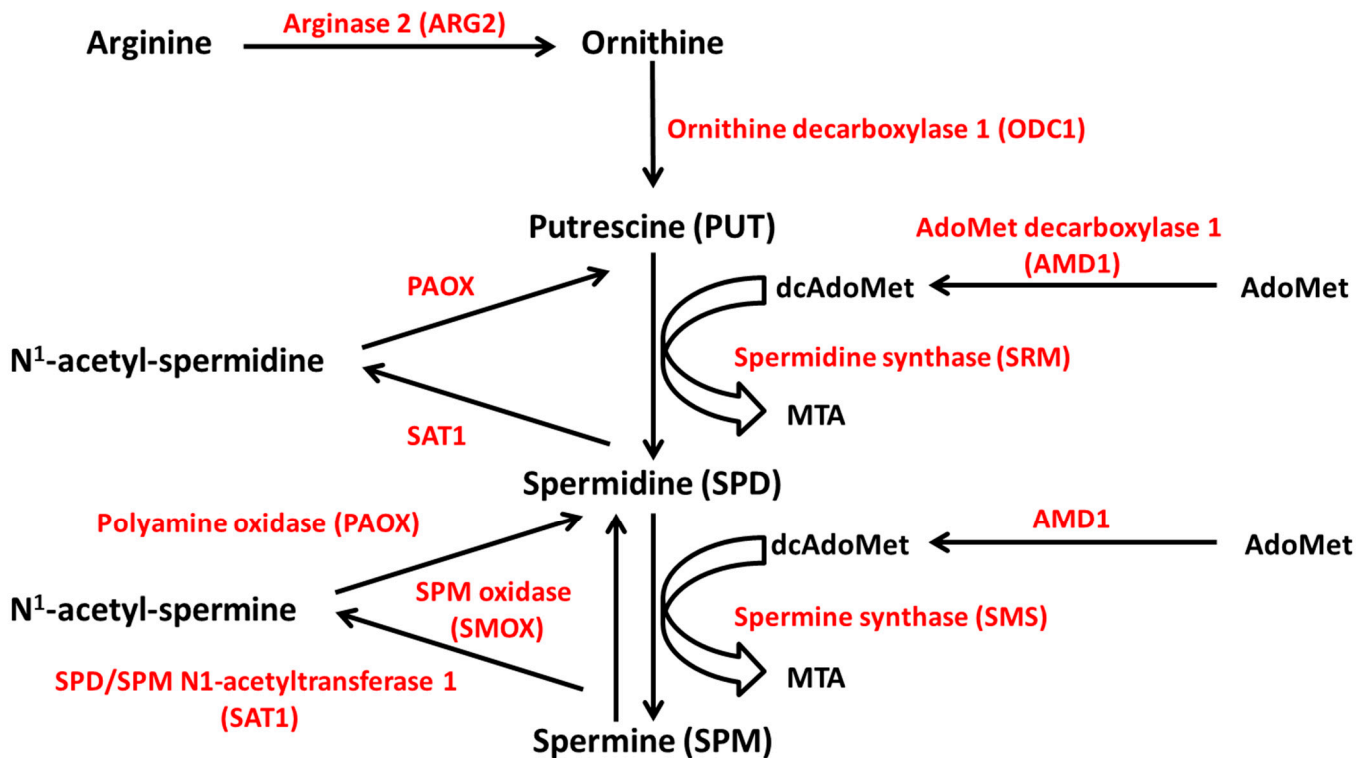 Arginine
Arginase 2 (ARG2)
Ornithine
Ornithine decarboxylase 1 (ODC1)
Putrescine (PUT)
AdoMet decarboxylase 1
(AMD1)
PAOX
dcAdoMet
AdoMet
N¹-acetyl-spermidine
Spermidine synthase (SRM)
SAT1
MTA
Spermidine (SPD)
Polyamine oxidase (PAOX)
AMD1
dcAdoMet
AdoMet
N¹-acetyl-spermine
SPM oxidase
(SMOX)
Spermine synthase (SMS)
SPD/SPM N1-acetyltransferase 1
(SAT1)
MTA
Spermine (SPM)